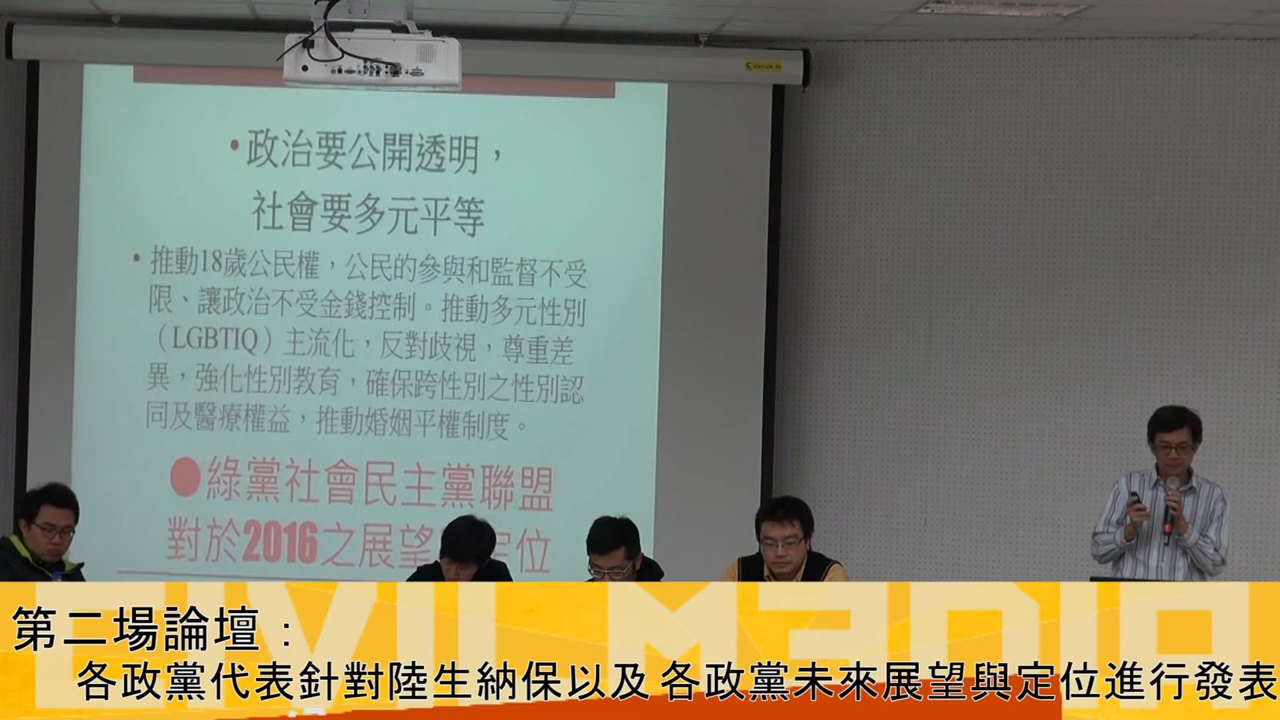 •政治要公開透明，
社會要多元平等
•推動18歲公民權，公民的參與和監督不受
限、讓政治不受金錢控制。推動多元性別
（LGBTIQ）主流化，反對歧視，尊重差
異，強化性別教育，確保跨性別之性別認
同及醫療權益，推動婚姻平權制度。
●綠黨社會民主黨聯盟
對於2016之展望 定位
第二場論壇：
各政黨代表針對陸生納保以及各政黨未來展望與定位進行發表